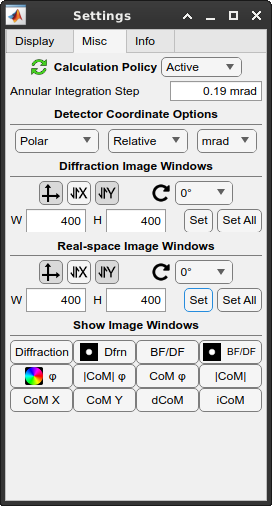 Settings
Display Misc Info
Calculation Policy Active
Annular Integration Step 0.19 mrad
Detector Coordinate Options
Polar Relative mrad
Diffraction Image Windows
X Y 0°
W 400 H 400 Set Set All
Real-space Image Windows
X Y 0°
W 400 H 400 Set Set All
Show Image Windows
Diffraction Dfrn BF/DF BF/DF
φ |CoM| φ CoM φ |CoM|
CoM X CoM Y dCoM iCoM